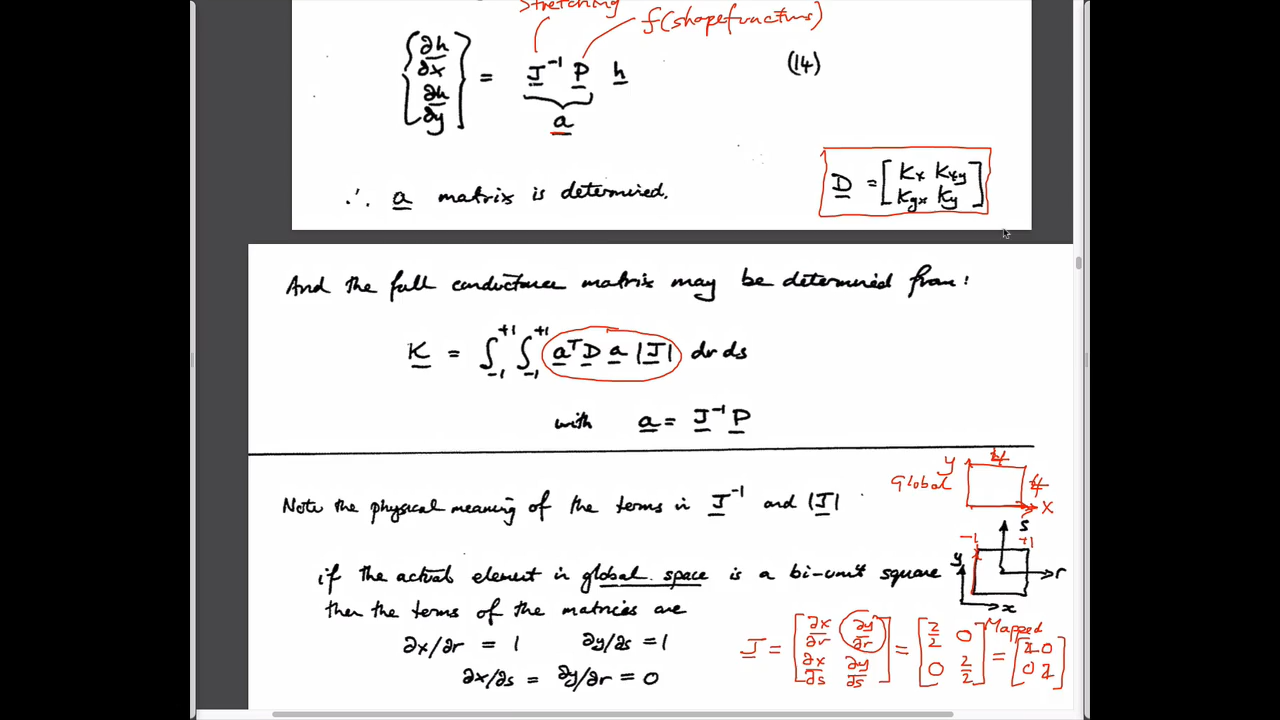 Stretching
f(shapefunctions)
{∂h/∂x ∂h/∂y} = J⁻¹ P h (14)
a
∴ a matrix is determined.
D = [Kx Kxy Kyx Ky]
And the full conductance matrix may be determined from:
K = ∫₋₁⁺¹ ∫₋₁⁺¹ aᵀ D a |J| dr ds
with a = J⁻¹ P
y
Global
x
Note the physical meaning of the terms in J⁻¹ and |J|
s
-1 +1
y
r
x
if the actual element in global space is a bi-unit square
then the terms of the matrices are
Mapped
∂x/∂r = 1 ∂y/∂s = 1
∂x/∂s = ∂y/∂r = 0
J = [∂x/∂r ∂y/∂r ∂x/∂s ∂y/∂s] = [2/2 0 0 2/2] =